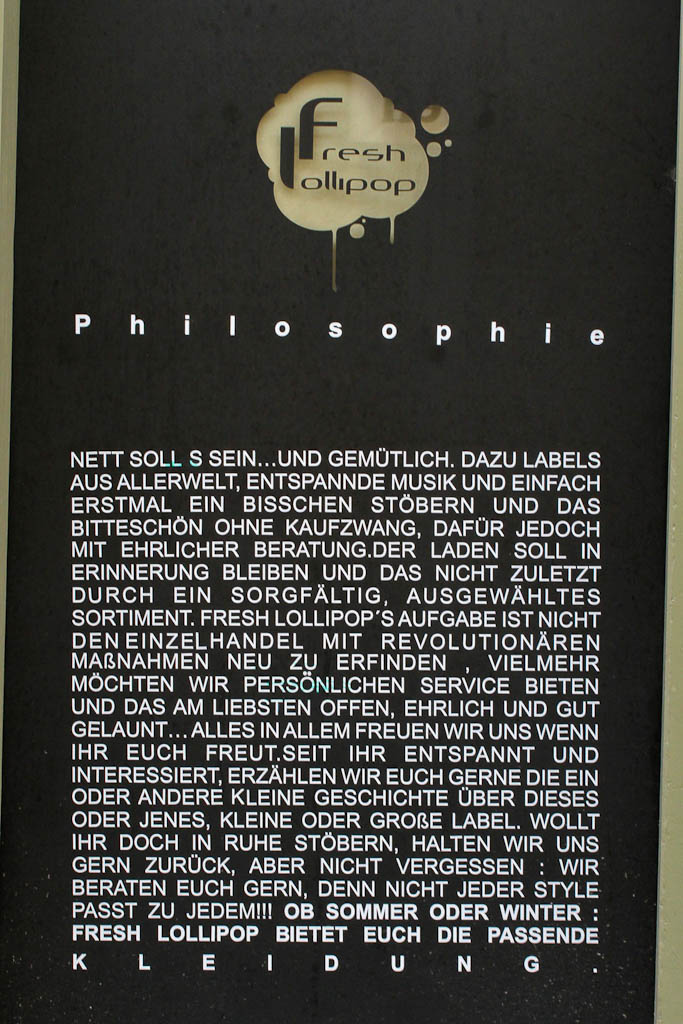 Fresh
lollipop
Philosophie
NETT SOLL S SEIN...UND GEMÜTLICH. DAZU LABELS
AUS ALLERWELT, ENTSPANNDE MUSIK UND EINFACH
ERSTMAL EIN BISSCHEN STÖBERN UND DAS
BITTESCHÖN OHNE KAUFZWANG, DAFÜR JEDOCH
MIT EHRLICHER BERATUNG.DER LADEN SOLL IN
ERINNERUNG BLEIBEN UND DAS NICHT ZULETZT
DURCH EIN SORGFÄLTIG, AUSGEWÄHLTES
SORTIMENT. FRESH LOLLIPOP´S AUFGABE IST NICHT
DEN EINZELHANDEL MIT REVOLUTIONÄREN
MAßNAHMEN NEU ZU ERFINDEN , VIELMEHR
MÖCHTEN WIR PERSÖNLICHEN SERVICE BIETEN
UND DAS AM LIEBSTEN OFFEN, EHRLICH UND GUT
GELAUNT... ALLES IN ALLEM FREUEN WIR UNS WENN
IHR EUCH FREUT.SEIT IHR ENTSPANNT UND
INTERESSIERT, ERZÄHLEN WIR EUCH GERNE DIE EIN
ODER ANDERE KLEINE GESCHICHTE ÜBER DIESES
ODER JENES, KLEINE ODER GROßE LABEL. WOLLT
IHR DOCH IN RUHE STÖBERN, HALTEN WIR UNS
GERN ZURÜCK, ABER NICHT VERGESSEN : WIR
BERATEN EUCH GERN, DENN NICHT JEDER STYLE
PASST ZU JEDEM!!! OB SOMMER ODER WINTER :
FRESH LOLLIPOP BIETET EUCH DIE PASSENDE
KLEIDUNG.